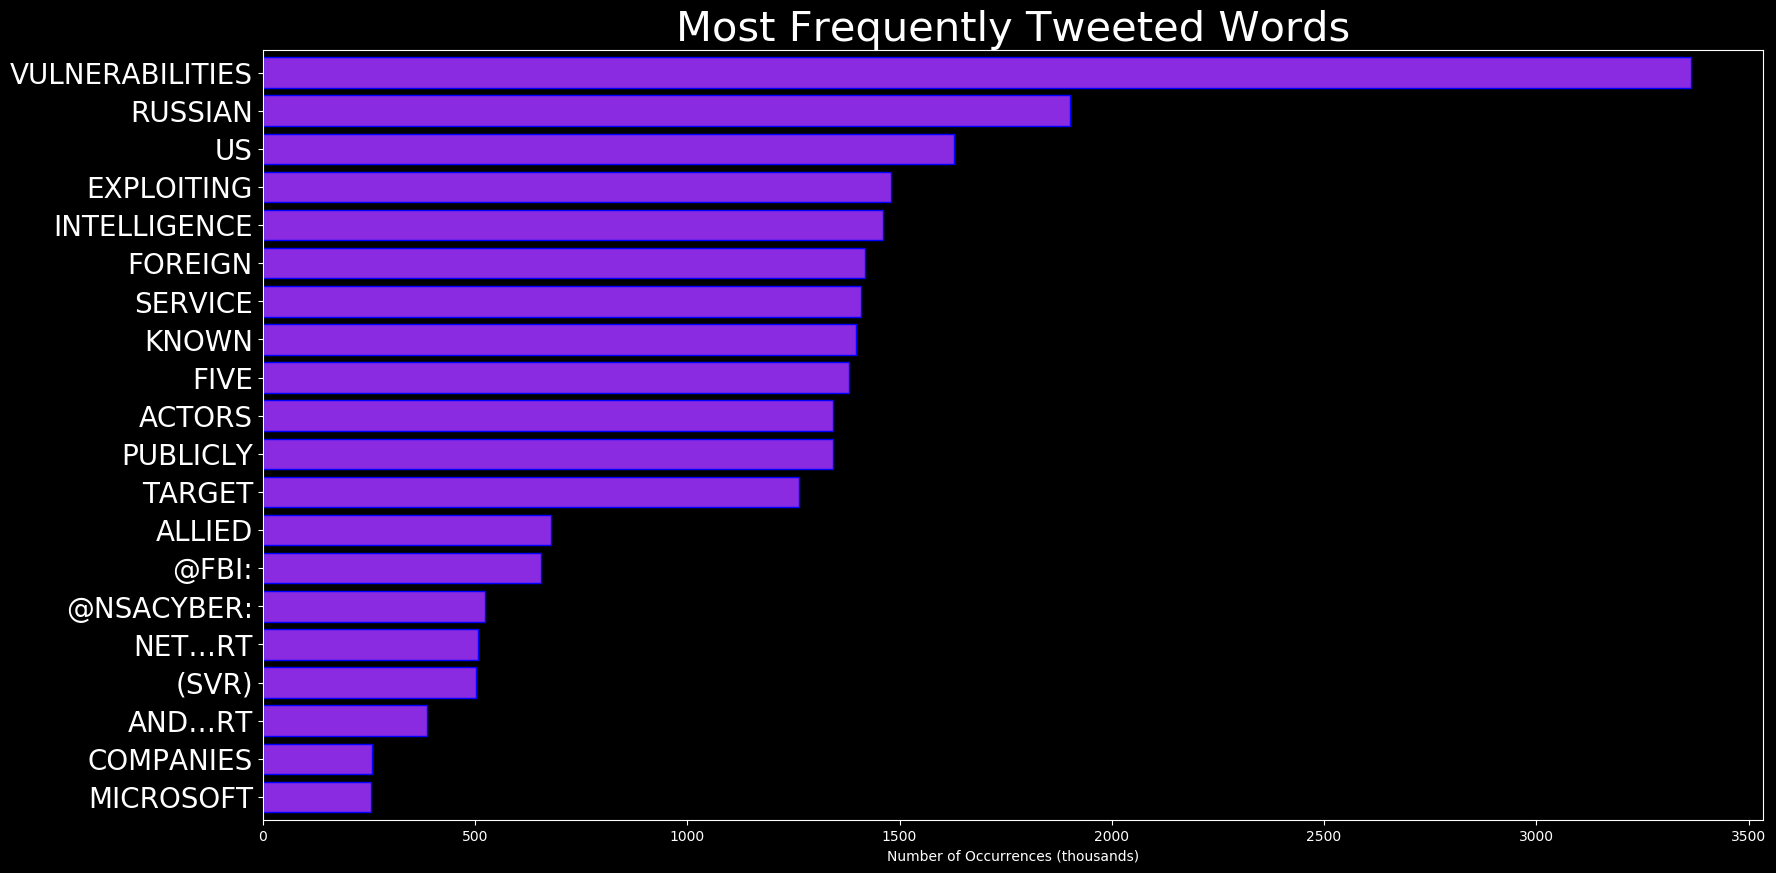 Most Frequently Tweeted Words
VULNERABILITIES
RUSSIAN
US
EXPLOITING
INTELLIGENCE
FOREIGN
SERVICE
KNOWN
FIVE
ACTORS
PUBLICLY
TARGET
ALLIED
@FBI:
@NSACYBER:
NET…RT
(SVR)
AND…RT
COMPANIES
MICROSOFT
0 500 1000 1500 2000 2500 3000 3500
Number of Occurrences (thousands)